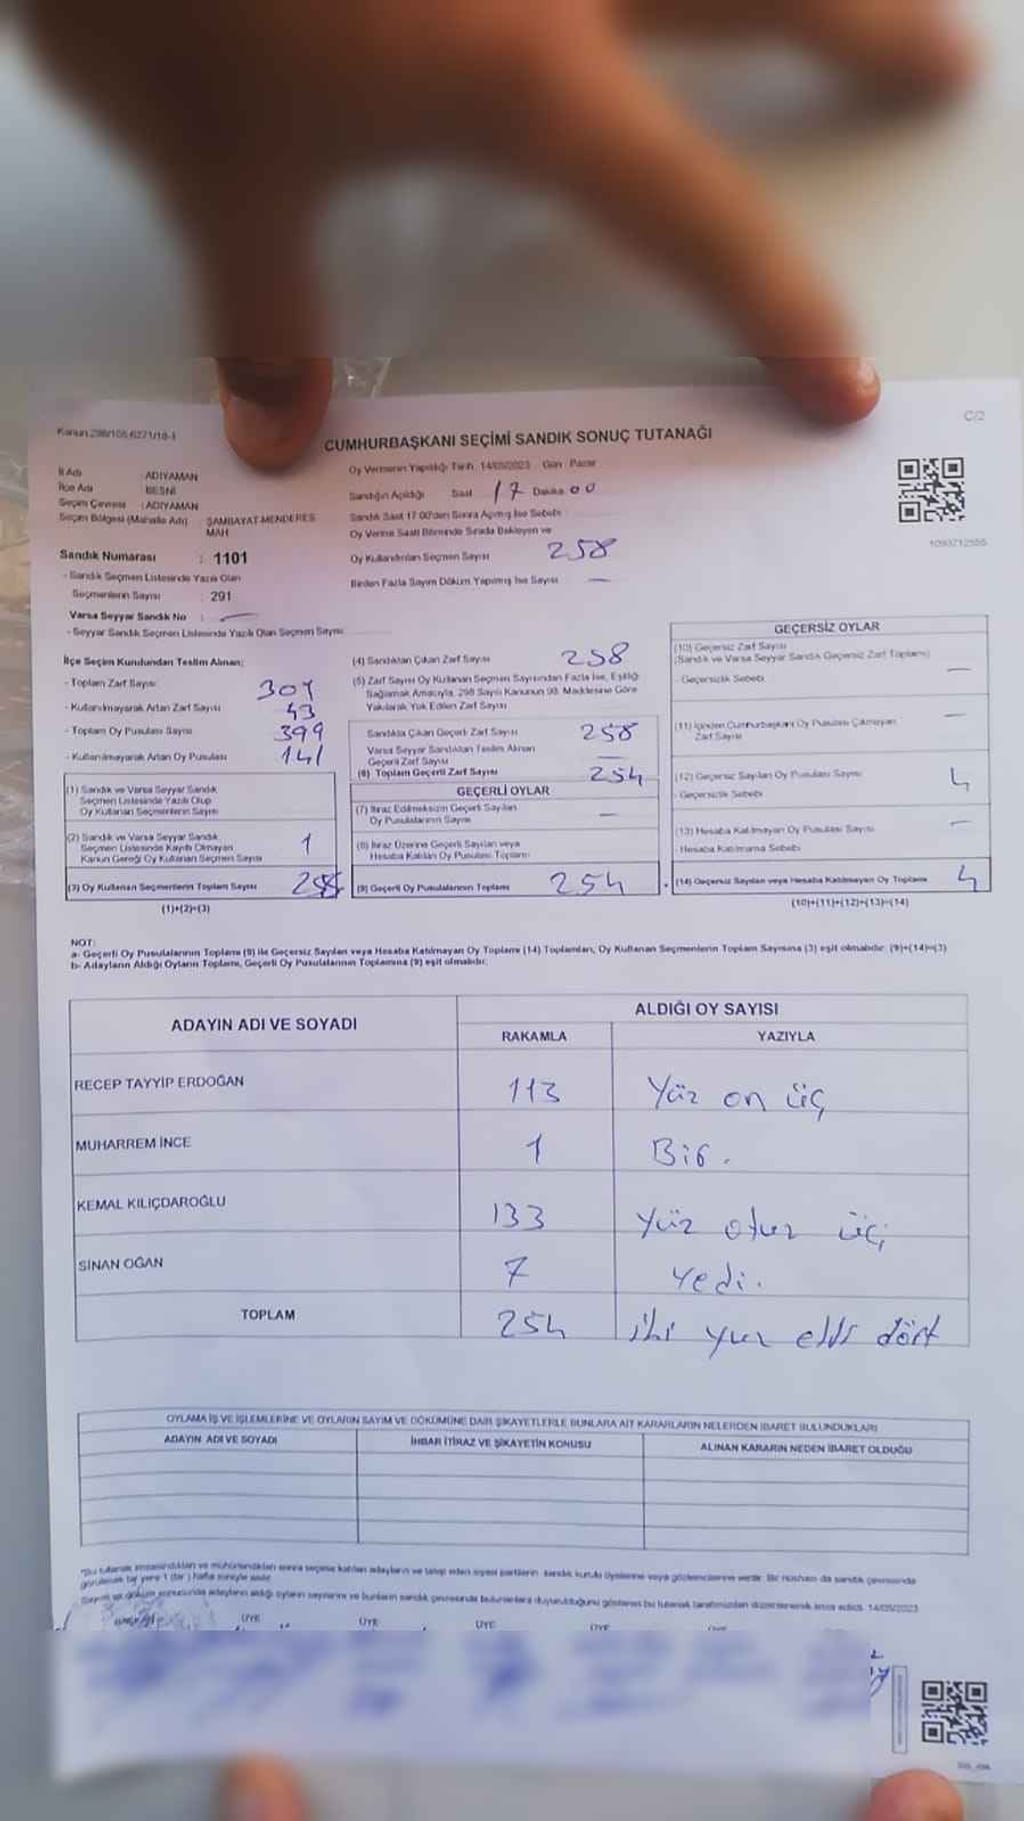 Kanun:298/105-6271/18-1
C/2
CUMHURBAŞKANI SEÇİMİ SANDIK SONUÇ TUTANAĞI
İl Adı : ADIYAMAN
İlçe Adı : BESNİ
Seçim Çevresi : ADIYAMAN
Seçim Bölgesi (Mahalle Adı) : ŞAMBAYAT-MENDERES MAH
Sandık Numarası : 1101
- Sandık Seçmen Listesinde Yazılı Olan
Seçmenlerin Sayısı : 291
Varsa Seyyar Sandık No : —
- Seyyar Sandık Seçmen Listesinde Yazılı Olan Seçmen Sayısı:
Oy Vermenin Yapıldığı Tarih 14/05/2023 Gün Pazar
Sandığın Açıldığı Saat 17 Dakika 00
Sandık Saat 17:00'den Sonra Açılmış İse Sebebi
Oy Verme Saati Bitiminde Sırada Bekleyen ve
Oy Kullandırılan Seçmen Sayısı 258
Birden Fazla Sayım Döküm Yapılmış İse Sayısı —
1093712555
İlçe Seçim Kurulundan Teslim Alınan;
- Toplam Zarf Sayısı 301
- Kullanılmayarak Artan Zarf Sayısı 43
- Toplam Oy Pusulası Sayısı 399
- Kullanılmayarak Artan Oy Pusulası 141
(1) Sandık ve Varsa Seyyar Sandık
Seçmen Listesinde Yazılı Olup
Oy Kullanan Seçmenlerin Sayısı
(2) Sandık ve Varsa Seyyar Sandık
Seçmen Listesinde Kayıtlı Olmayan
Kanun Gereği Oy Kullanan Seçmen Sayısı 1
(3) Oy Kullanan Seçmenlerin Toplam Sayısı
(1)+(2)=(3)
(4) Sandıktan Çıkan Zarf Sayısı 258
(5) Zarf Sayısı Oy Kullanan Seçmen Sayısından Fazla İse, Eşitliği
Sağlamak Amacıyla, 298 Sayılı Kanunun 98. Maddesine Göre
Yakılarak Yok Edilen Zarf Sayısı —
Sandıkta Çıkan Geçerli Zarf Sayısı 258
Varsa Seyyar Sandıktan Teslim Alınan
Geçerli Zarf Sayısı —
(6) Toplam Geçerli Zarf Sayısı 254
GEÇERLİ OYLAR
(7) İtiraz Edilmeksizin Geçerli Sayılan
Oy Pusulalarının Sayısı —
(8) İtiraz Üzerine Geçerli Sayılan veya
Hesaba Katılan Oy Pusulası Toplamı
(9) Geçerli Oy Pusulalarının Toplamı 254
GEÇERSİZ OYLAR
(10) Geçersiz Zarf Sayısı
(Sandık ve Varsa Seyyar Sandık Geçersiz Zarf Toplamı)
- Geçersizlik Sebebi —
(11) İçinden Cumhurbaşkanı Oy Pusulası Çıkmayan
Zarf Sayısı —
(12) Geçersiz Sayılan Oy Pusulası Sayısı 4
- Geçersizlik Sebebi
(13) Hesaba Katılmayan Oy Pusulası Sayısı —
- Hesaba Katılmama Sebebi
(14) Geçersiz Sayılan veya Hesaba Katılmayan Oy Toplamı 4
(10)+(11)+(12)+(13)=(14)
NOT:
a- Geçerli Oy Pusulalarının Toplamı (9) ile Geçersiz Sayılan veya Hesaba Katılmayan Oy Toplamı (14) Toplamları, Oy Kullanan Seçmenlerin Toplam Sayısına (3) eşit olmalıdır. (9)+(14)=(3)
b- Adayların Aldığı Oyların Toplamı, Geçerli Oy Pusulalarının Toplamına (9) eşit olmalıdır.
ADAYIN ADI VE SOYADI
ALDIĞI OY SAYISI
RAKAMLA YAZIYLA
RECEP TAYYİP ERDOĞAN 113 Yüz on üç
MUHARREM İNCE 1 Bir.
KEMAL KILIÇDAROĞLU 133 Yüz otuz üç
SİNAN OĞAN 7 Yedi.
TOPLAM 254 iki yuz elli dört
OYLAMA İŞ VE İŞLEMLERİNE VE OYLARIN SAYIM VE DÖKÜMÜNE DAİR ŞİKAYETLERLE BUNLARA AİT KARARLARIN NELERDEN İBARET BULUNDUKLARI
ADAYIN ADI VE SOYADI
İHBAR İTİRAZ VE ŞİKAYETİN KONUSU
ALINAN KARARIN NEDEN İBARET OLDUĞU
ÜYE ÜYE ÜYE ÜYE